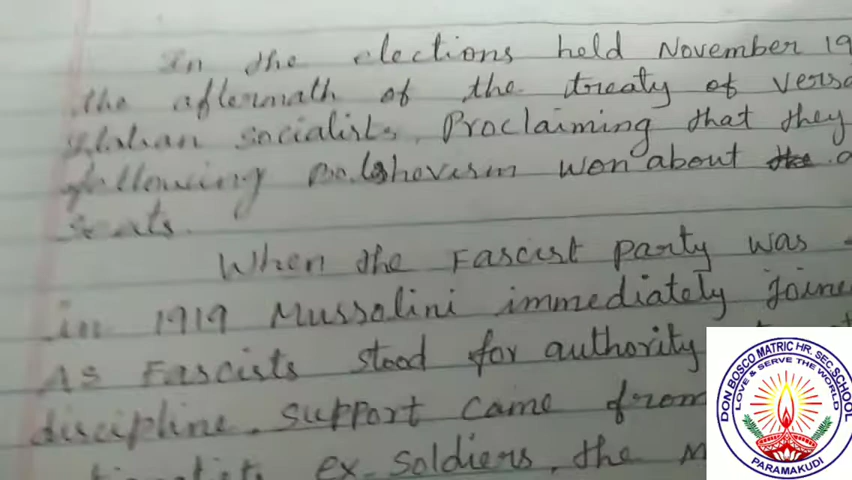 In the elections held November 19
the aftermath of the treaty of versa
Italian socialists, Proclaiming that they
following Bolshevism won about
seats.
When the Fascist party was
in 1919 Mussolini immediately joine
As Fascists stood for authority
discipline, support came from
ex-soldiers, the M
DON BOSCO MATRIC HR. SEC SCHOOL
LOVE & SERVE THE WORLD
PARAMAKUDI